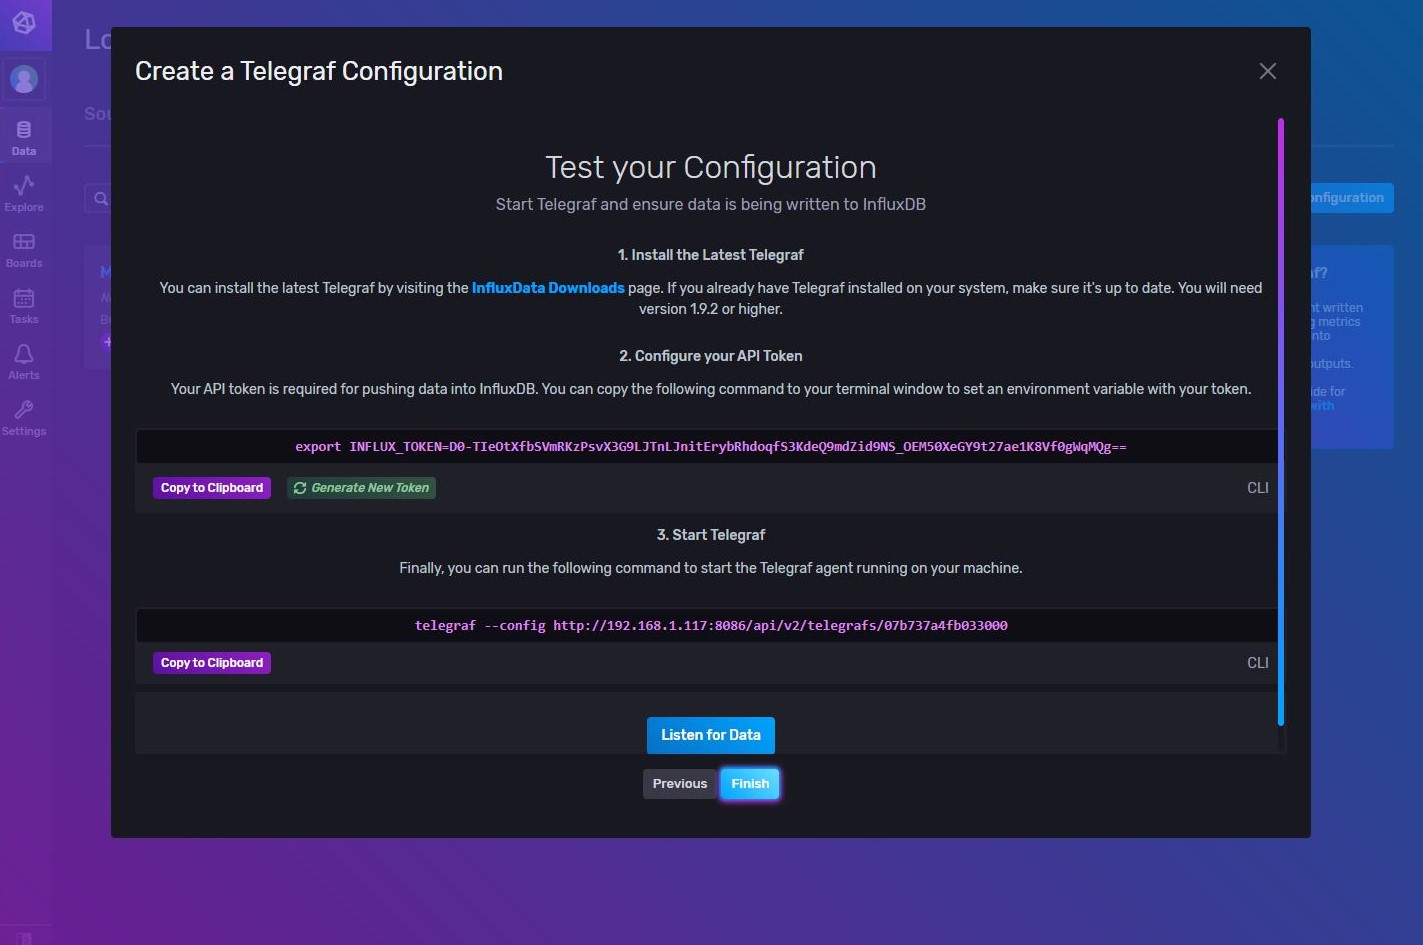 Create a Telegraf Configuration
Data
Explore
Boards
Tasks
Alerts
Settings
Test your Configuration
Start Telegraf and ensure data is being written to InfluxDB
1. Install the Latest Telegraf
You can install the latest Telegraf by visiting the InfluxData Downloads page. If you already have Telegraf installed on your system, make sure it's up to date. You will need
version 1.9.2 or higher.
2. Configure your API Token
Your API token is required for pushing data into InfluxDB. You can copy the following command to your terminal window to set an environment variable with your token.
export INFLUX_TOKEN=D0-TIeOtXfbSVmRKzPsvX3G9LJTnLJnitErybRhdoqfS3KdeQ9mdZid9NS_OEM50XeGY9t27ae1K8Vf0gWqMQg==
Copy to Clipboard
Generate New Token
CLI
3. Start Telegraf
Finally, you can run the following command to start the Telegraf agent running on your machine.
telegraf --config http://192.168.1.117:8086/api/v2/telegrafs/07b737a4fb033000
Copy to Clipboard
CLI
Listen for Data
Previous
Finish
written
metrics
with